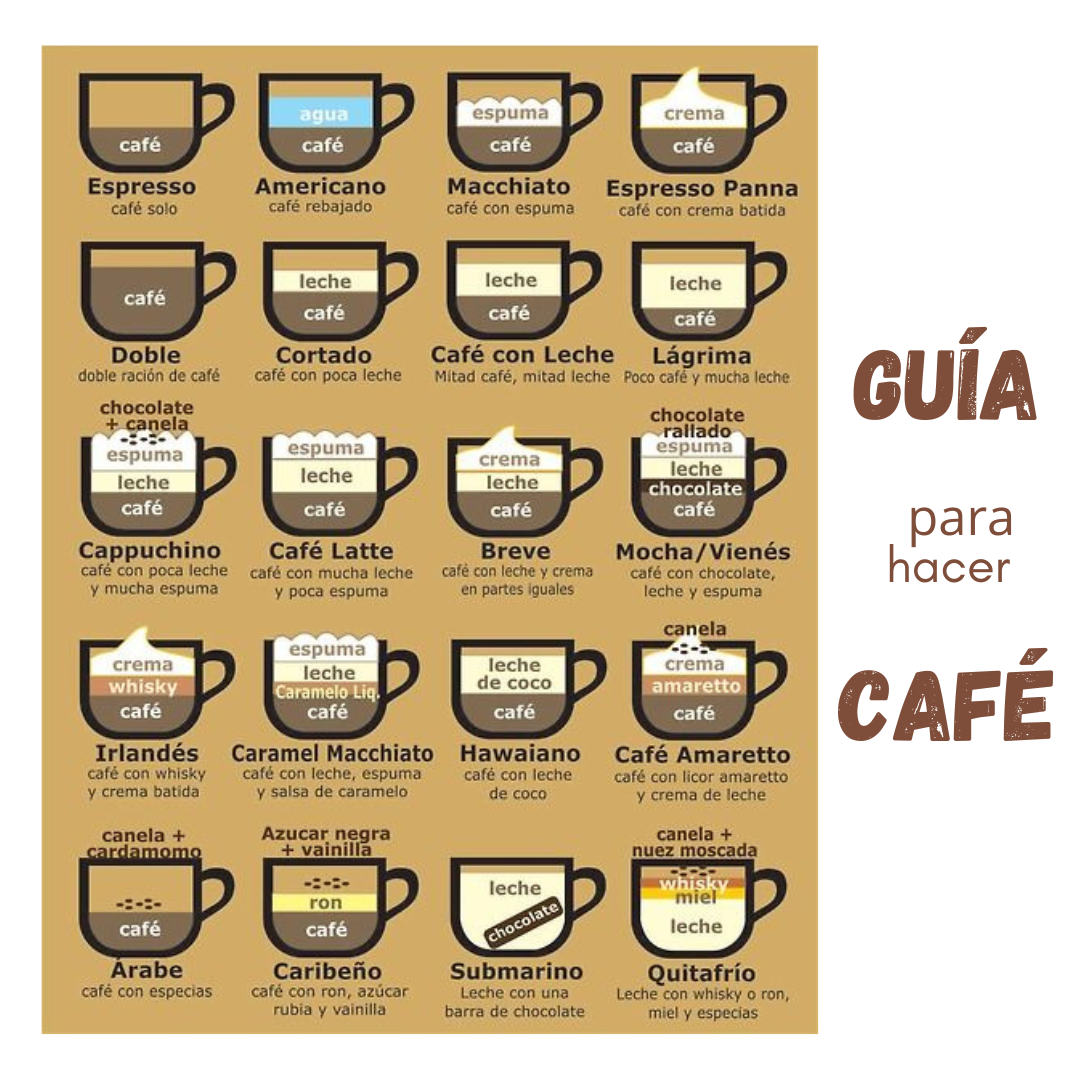 café
Espresso
café solo
agua
café
Americano
café rebajado
espuma
café
Macchiato
café con espuma
crema
café
Espresso Panna
café con crema batida
café
Doble
doble ración de café
leche
café
Cortado
café con poca leche
leche
café
Café con Leche
Mitad café, mitad leche
leche
café
Lágrima
Poco café y mucha leche
chocolate
+ canela
espuma
leche
café
Cappuchino
café con poca leche
y mucha espuma
espuma
leche
café
Café Latte
café con mucha leche
y poca espuma
crema
leche
café
Breve
café con leche y crema
en partes iguales
chocolate
rallado
espuma
leche
chocolate
café
Mocha/Vienés
café con chocolate,
leche y espuma
crema
whisky
café
Irlandés
café con whisky
y crema batida
espuma
leche
Caramelo Liq.
café
Caramel Macchiato
café con leche, espuma
y salsa de caramelo
leche
de coco
café
Hawaiano
café con leche
de coco
canela
crema
amaretto
café
Café Amaretto
café con licor amaretto
y crema de leche
canela +
cardamomo
café
Árabe
café con especias
Azucar negra
+ vainilla
ron
café
Caribeño
café con ron, azúcar
rubia y vainilla
leche
chocolate
Submarino
Leche con una
barra de chocolate
canela +
nuez moscada
whisky
miel
leche
Quitafrío
Leche con whisky o ron,
miel y especias
GUÍA
para
hacer
CAFÉ